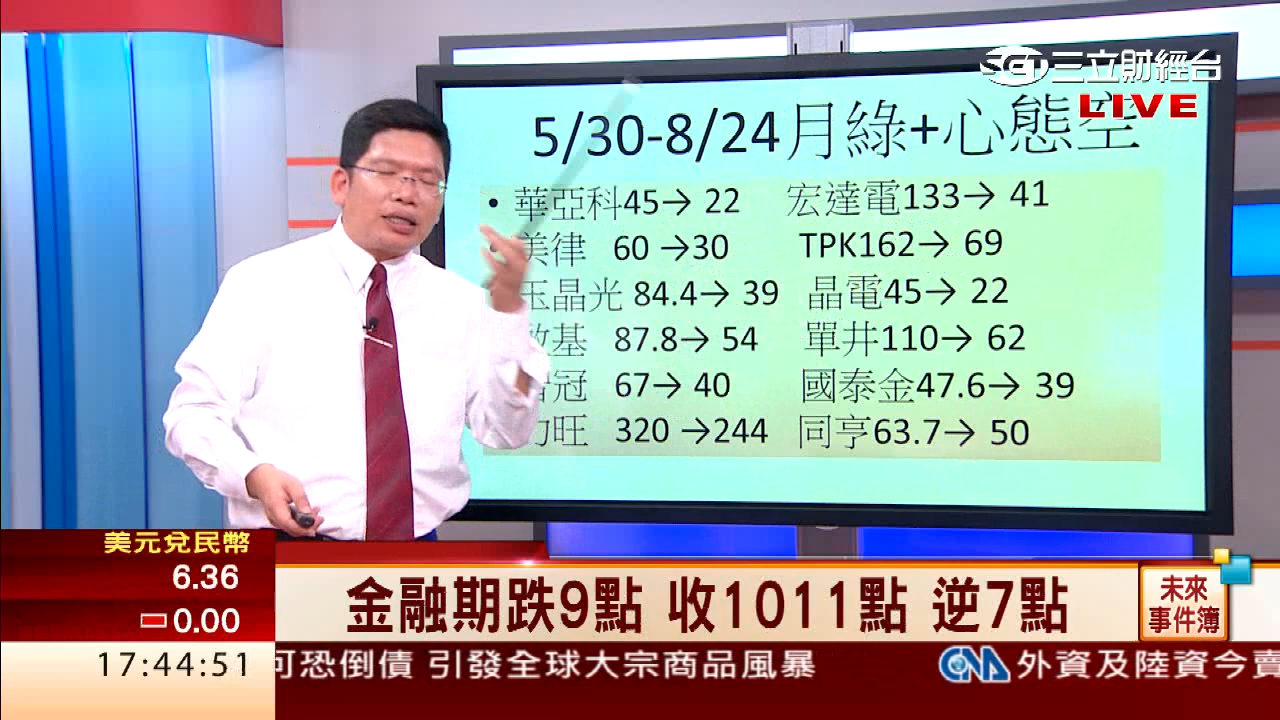 SET 三立財經台
LIVE
5/30-8/24月綠+心態空
• 華亞科45→ 22 宏達電133→ 41
美律 60 →30 TPK162→ 69
玉晶光 84.4→ 39 晶電45→ 22
基 87.8→ 54 單井110→ 62
冠 67→ 40 國泰金47.6→ 39
旺 320 →244 同亨63.7→ 50
美元兌民幣
6.36
0.00
金融期跌9點 收1011點 逆7點
未來
事件簿
17:44:51
可恐倒債 引發全球大宗商品風暴 CNA 外資及陸資今賣